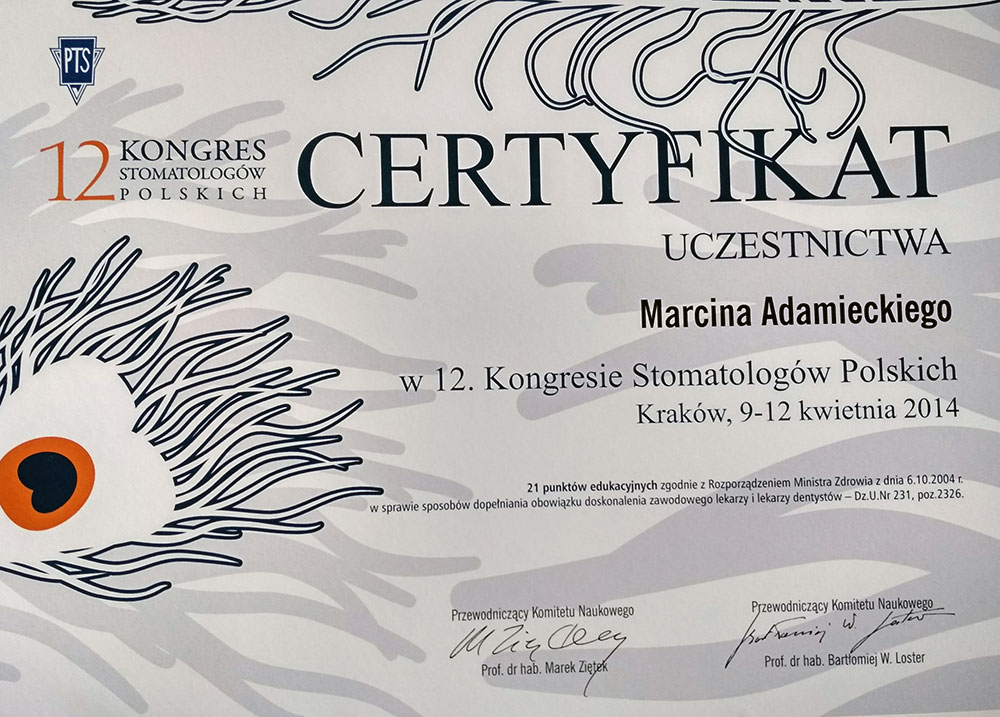 PTS
12 KONGRES
STOMATOLOGÓW
POLSKICH
CERTYFIKAT
UCZESTNICTWA
Marcina Adamieckiego
w 12. Kongresie Stomatologów Polskich
Kraków, 9-12 kwietnia 2014
21 punktów edukacyjnych zgodnie z Rozporządzeniem Ministra Zdrowia z dnia 6.10.2004 r.
w sprawie sposobów dopełniania obowiązku doskonalenia zawodowego lekarzy i lekarzy dentystów – Dz.U.Nr 231, poz.2326.
Przewodniczący Komitetu Naukowego
Prof. dr hab. Marek Ziętek
Przewodniczący Komitetu Naukowego
Prof. dr hab. Bartłomiej W. Loster